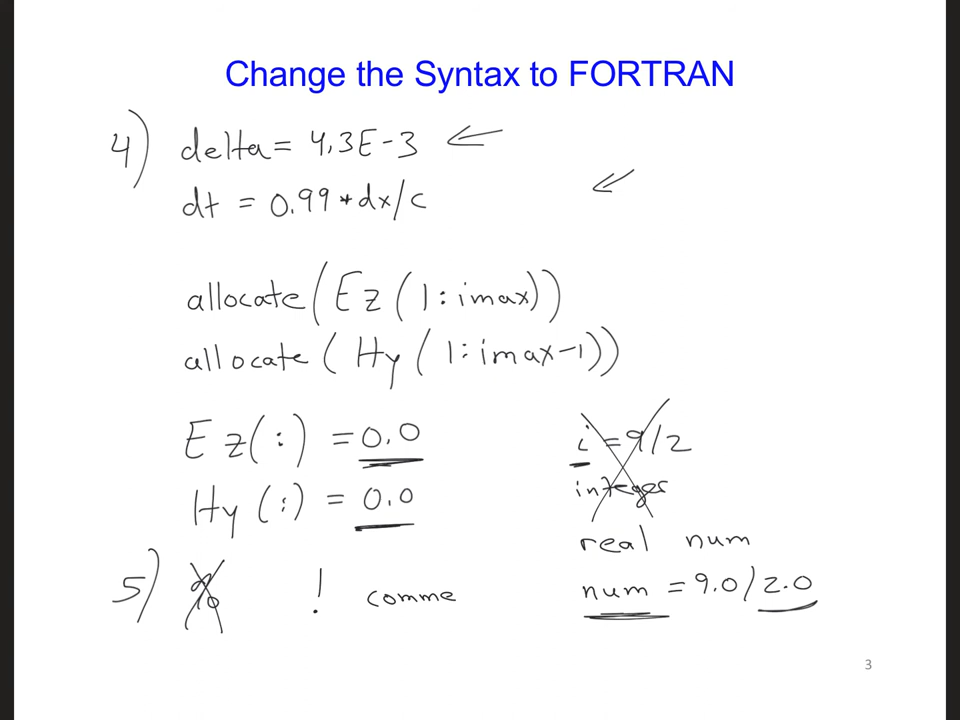 Change the Syntax to FORTRAN
4) delta = 4.3E-3
dt = 0.99 * dx/c
allocate(Ez(1:imax))
allocate(Hy(1:imax-1))
Ez(:) = 0.0
Hy(:) = 0.0
i = 9/2
integer
real num
num = 9.0/2.0
5) % ! comme
3